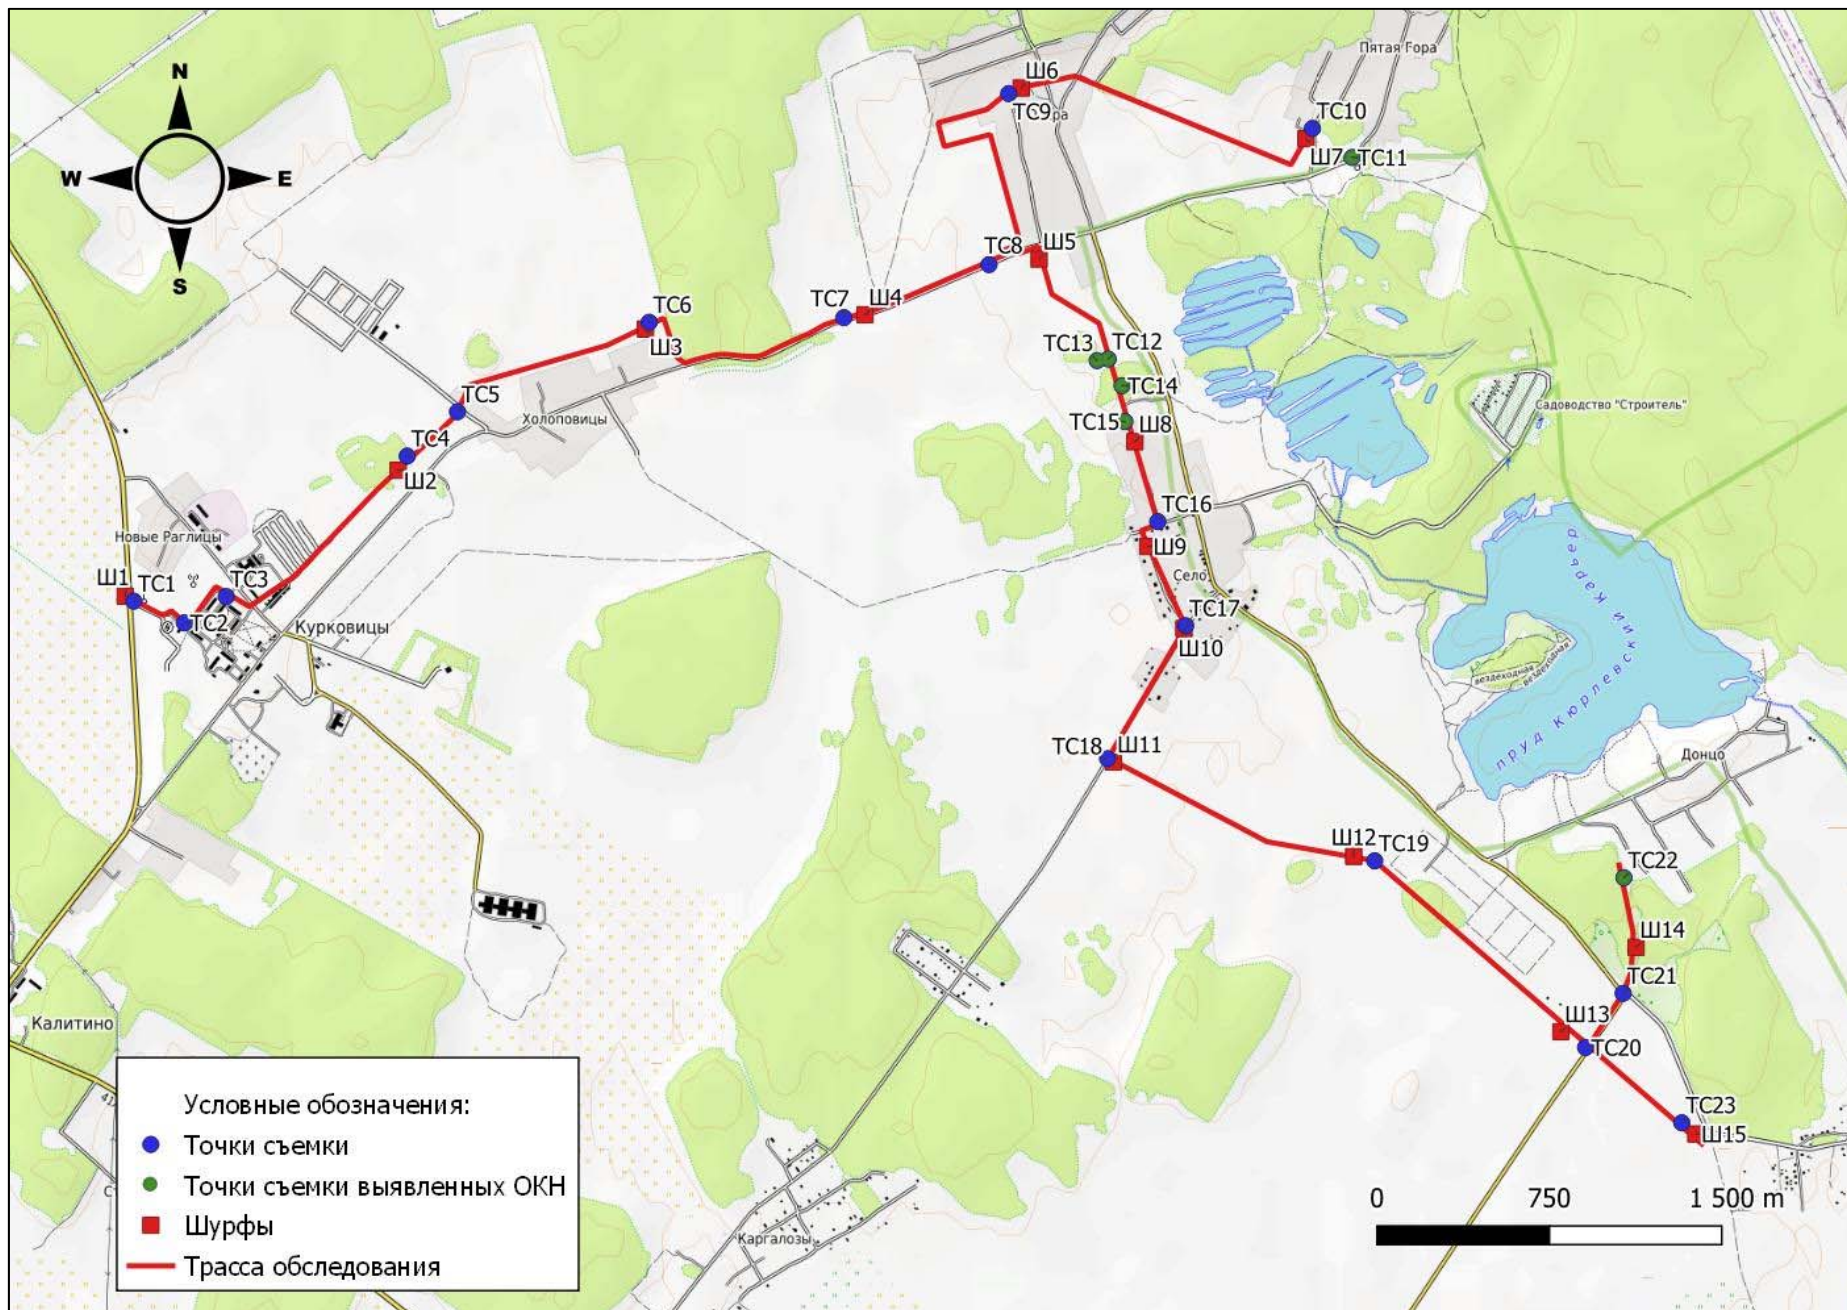 N
W
E
S
Пятая Гора
Ш6
ТС9
ТС10
Ш7
ТС11
ТС8
Ш5
ТС7
Ш4
ТС6
Ш3
ТС13
ТС12
ТС14
ТС15
Ш8
ТС5
Холоповицы
ТС4
Ш2
Садоводство "Строитель"
Новые Раглицы
ТС16
Ш9
Село
Ш1
ТС1
ТС3
ТС2
Курковицы
ТС17
Ш10
пруд Кюрлевский Карьер
вездеходная
вездеходная
ТС18
Ш11
Донцо
Ш12
ТС19
ТС22
Ш14
ТС21
Ш13
ТС20
Калитино
ТС23
Ш15
Каргалозы
Условные обозначения:
Точки съемки
Точки съемки выявленных ОКН
Шурфы
Трасса обследования
0 750 1 500 m